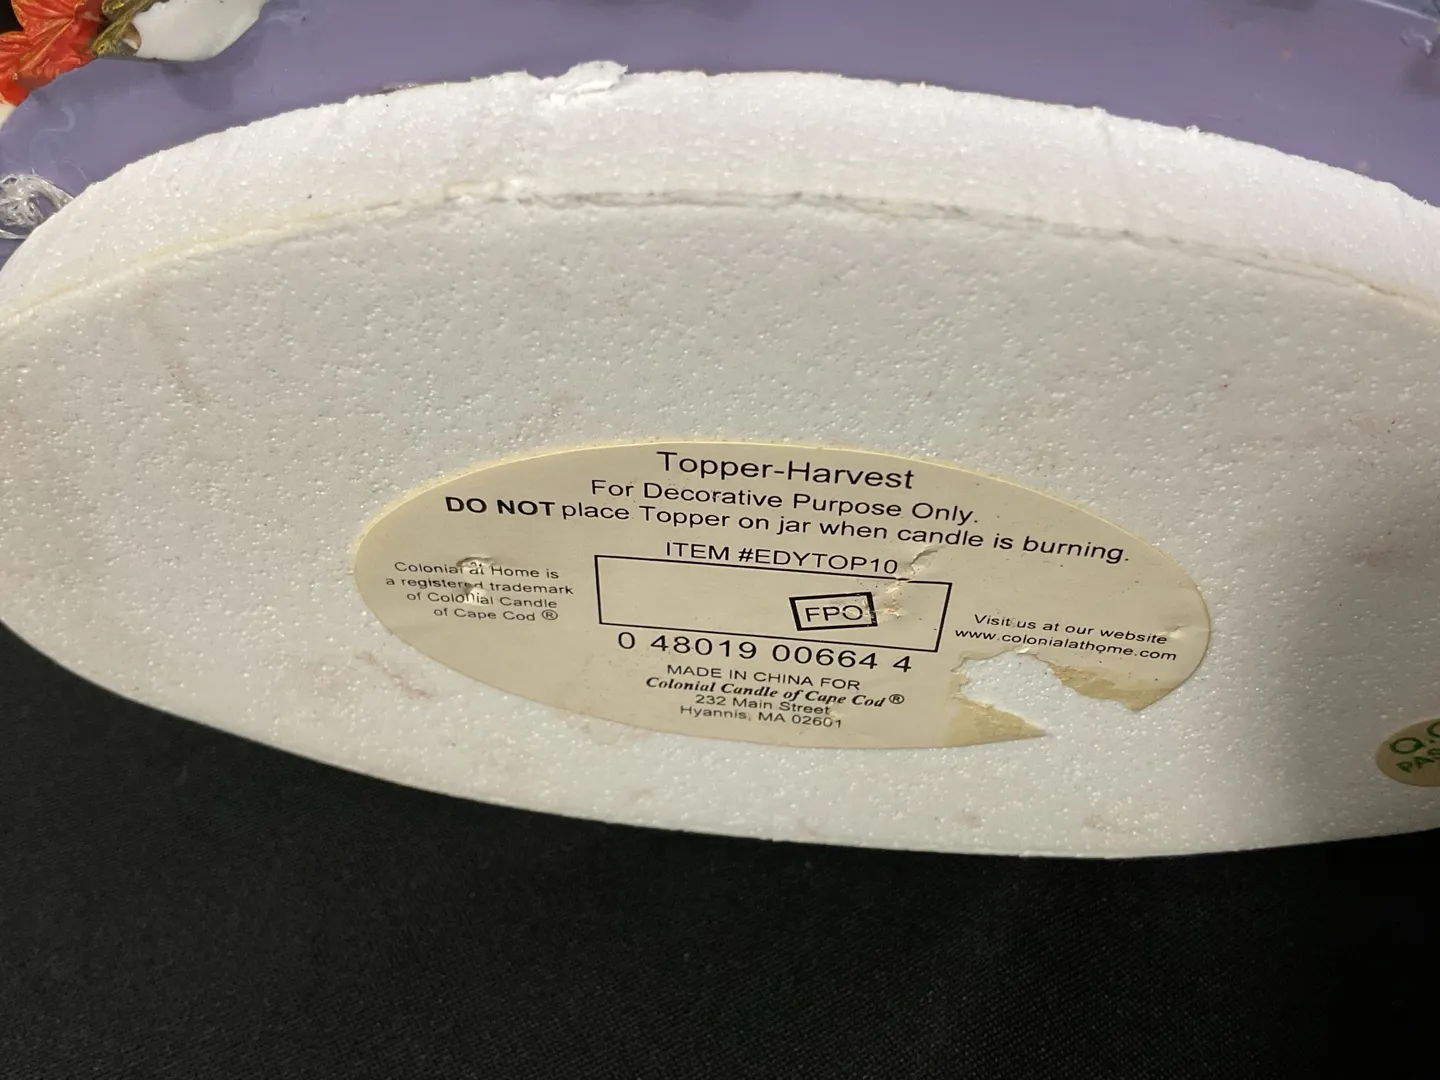 Topper-Harvest
For Decorative Purpose Only.
DO NOT place Topper on jar when candle is burning.
ITEM #EDYTOP10
Colonial at Home is
a registered trademark
of Colonial Candle
of Cape Cod ®
FPO
0 48019 00664 4
Visit us at our website
www.colonialathome.com
MADE IN CHINA FOR
Colonial Candle of Cape Cod ®
232 Main Street
Hyannis, MA 02601